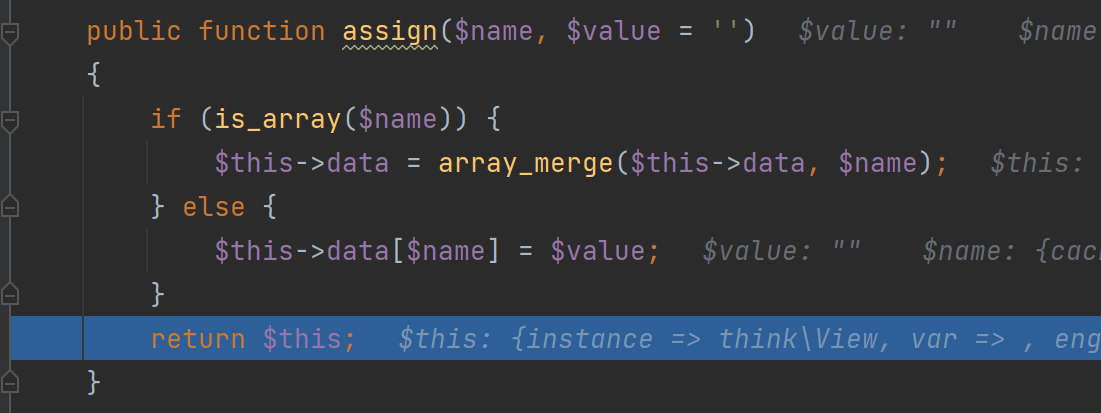 public function assign($name, $value = '')   $value: ""   $name
{
    if (is_array($name)) {
        $this->data = array_merge($this->data, $name);   $this:
    } else {
        $this->data[$name] = $value;   $value: ""   $name: {cach
    }
    return $this;   $this: {instance => think\View, var => , eng
}